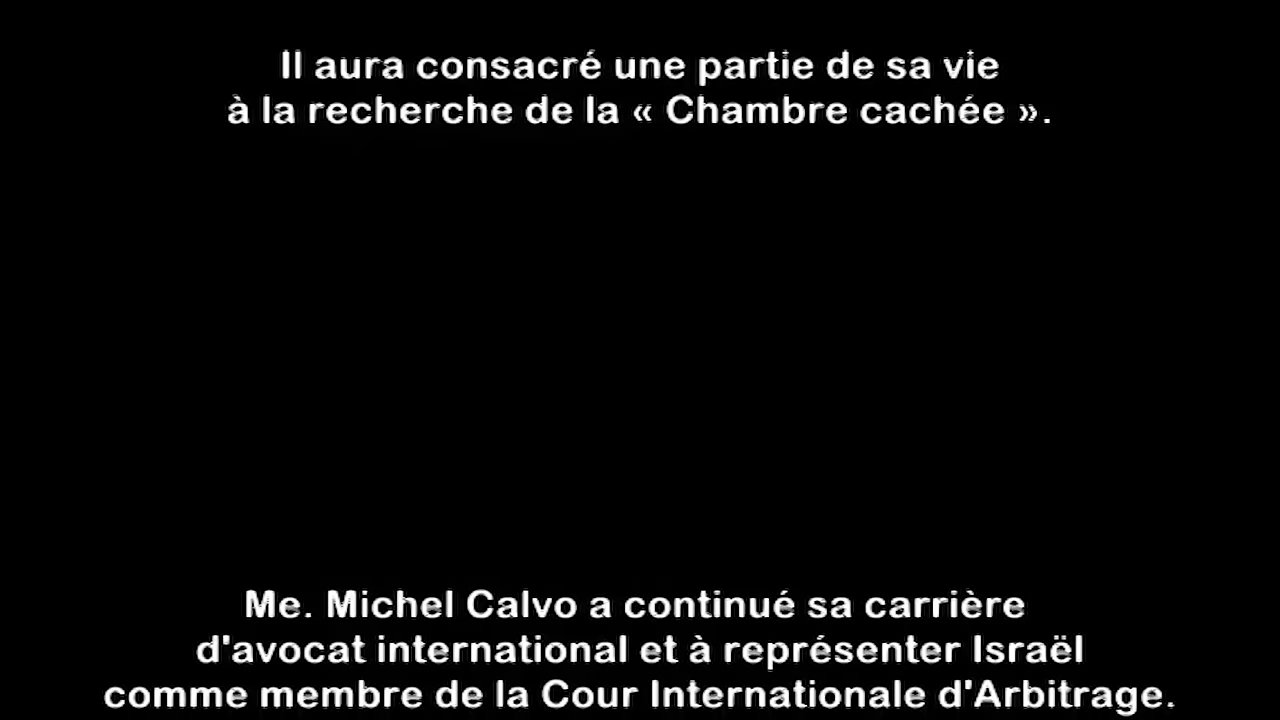 Il aura consacré une partie de sa vie
à la recherche de la « Chambre cachée ».
Me. Michel Calvo a continué sa carrière
d'avocat international et à représenter Israël
comme membre de la Cour Internationale d'Arbitrage.